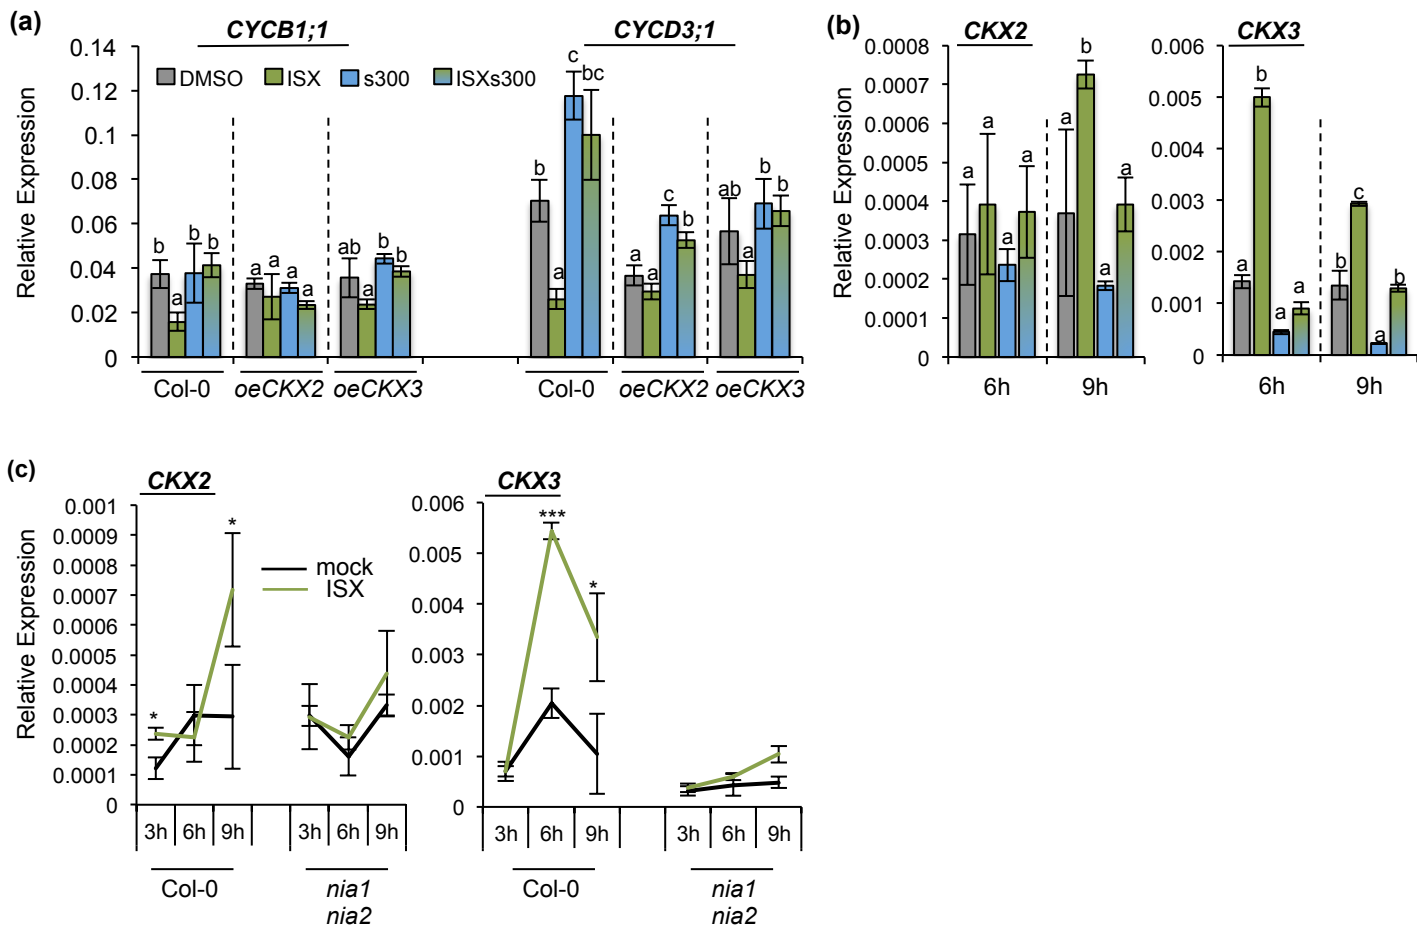 (a)
CYCB1;1 CYCD3;1
Relative Expression
0.14
0.12
0.1
0.08
0.06
0.04
0.02
0
DMSO ISX s300 ISXs300
b a b b a a a a ab a b b
b a c bc a a c b ab a b b
Col-0 oeCKX2 oeCKX3 Col-0 oeCKX2 oeCKX3
(b)
CKX2
Relative Expression
0.0008
0.0007
0.0006
0.0005
0.0004
0.0003
0.0002
0.0001
0
a a a a a b a a
6h 9h
CKX3
0.006
0.005
0.004
0.003
0.002
0.001
0
a b a a b c a b
6h 9h
(c)
CKX2
Relative Expression
0.001
0.0009
0.0008
0.0007
0.0006
0.0005
0.0004
0.0003
0.0002
0.0001
0
* *
mock
ISX
3h 6h 9h 3h 6h 9h
Col-0 nia1
nia2
CKX3
0.006
0.005
0.004
0.003
0.002
0.001
0
*** *
3h 6h 9h 3h 6h 9h
Col-0 nia1
nia2